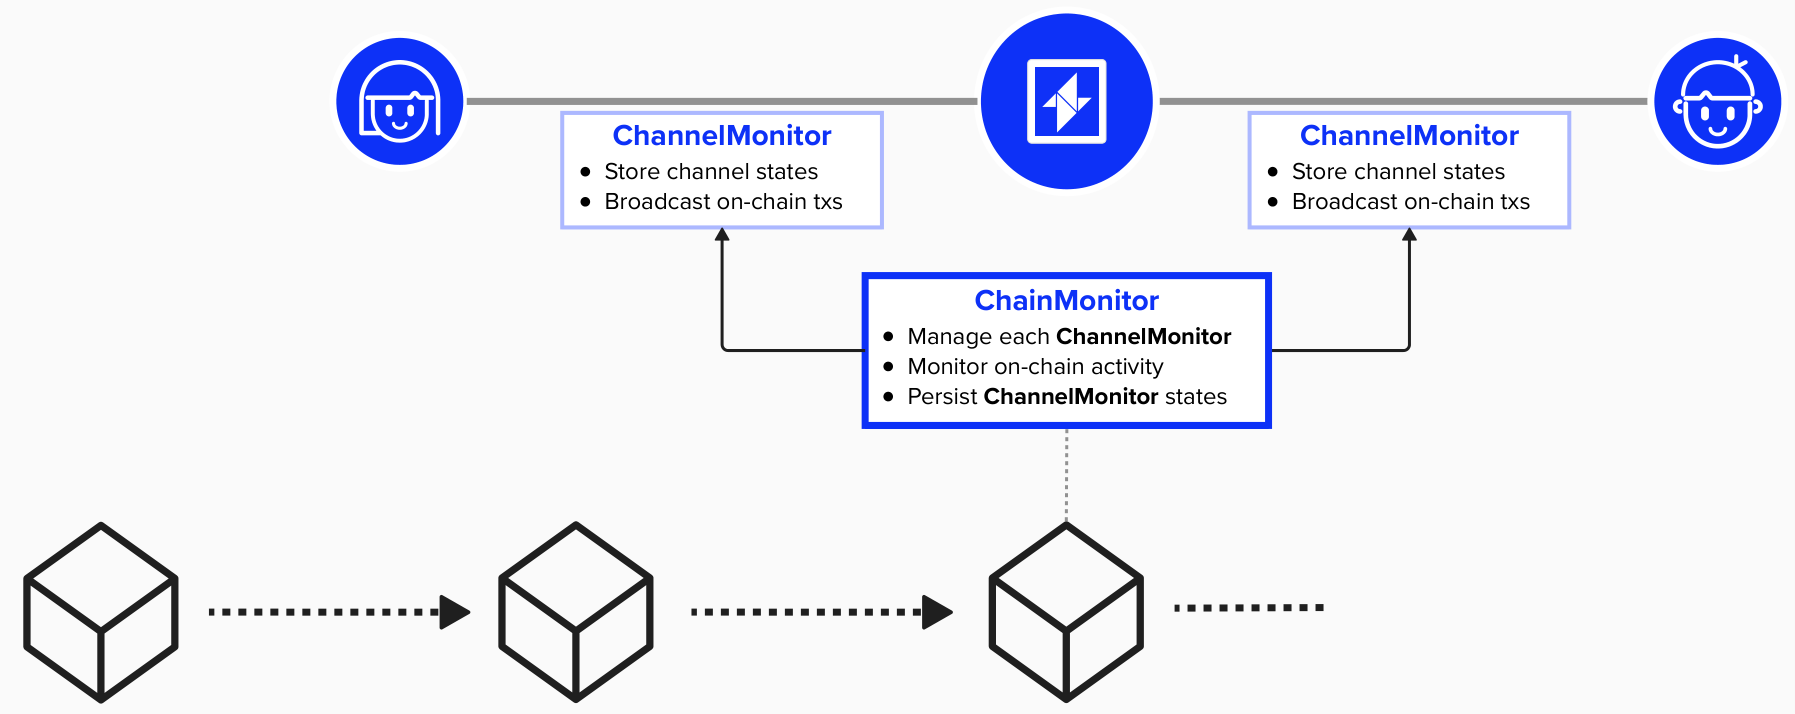 ChannelMonitor
● Store channel states
● Broadcast on-chain txs
ChannelMonitor
● Store channel states
● Broadcast on-chain txs
ChainMonitor
● Manage each ChannelMonitor
● Monitor on-chain activity
● Persist ChannelMonitor states